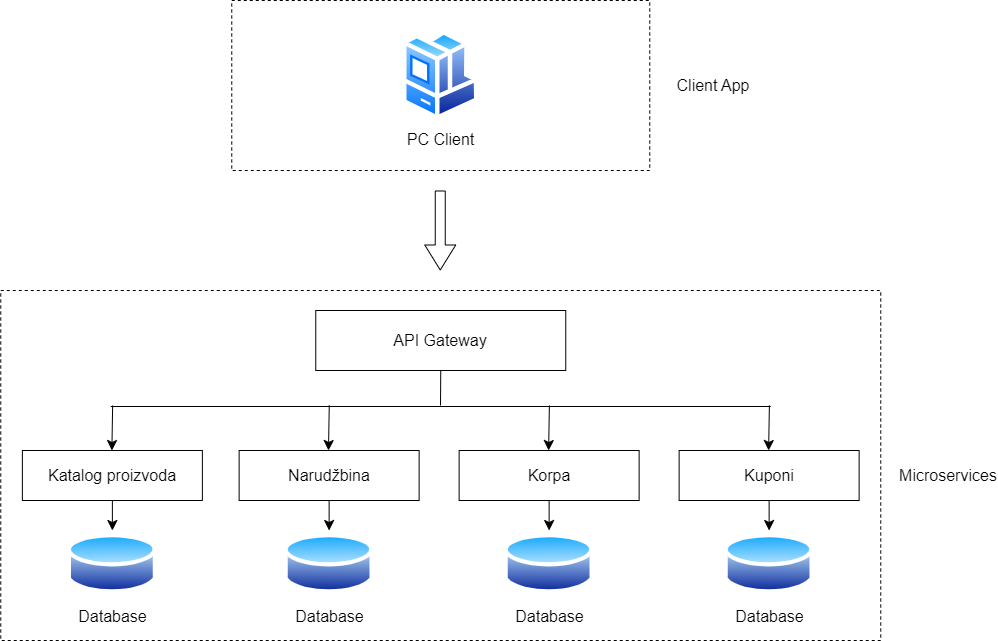 Client App
PC Client
API Gateway
Katalog proizvoda
Narudžbina
Korpa
Kuponi
Microservices
Database
Database
Database
Database